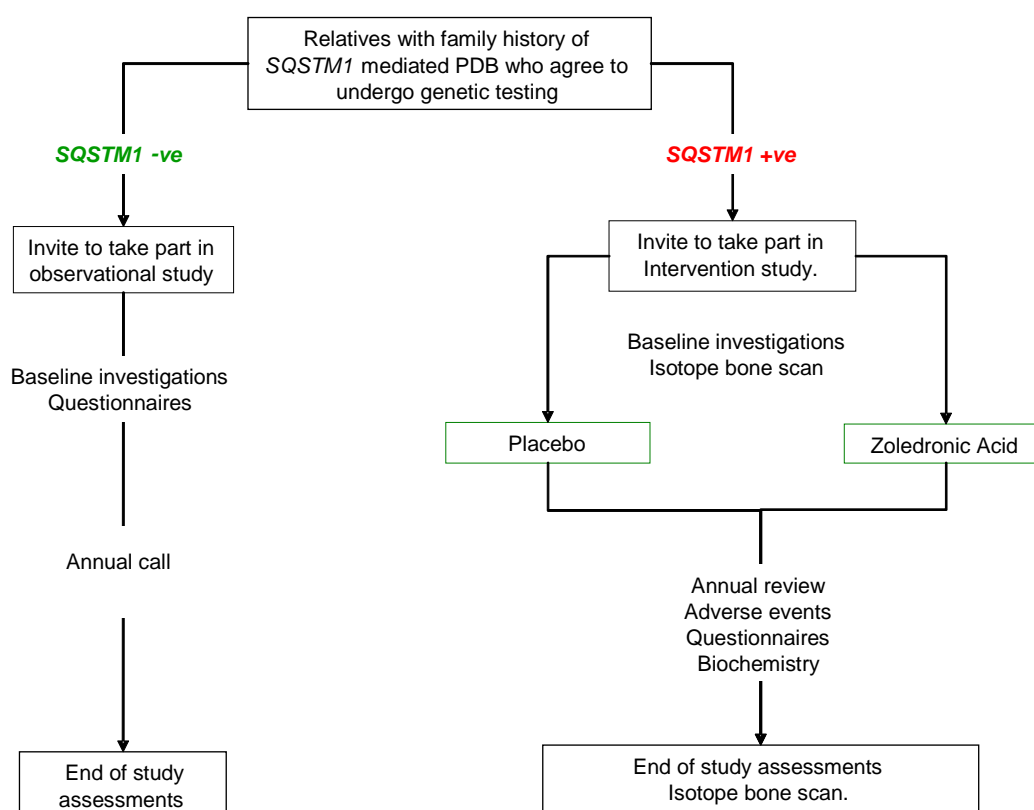 Relatives with family history of
SQSTM1 mediated PDB who agree to
undergo genetic testing
SQSTM1 -ve
SQSTM1 +ve
Invite to take part in
observational study
Invite to take part in
Intervention study.
Baseline investigations
Questionnaires
Baseline investigations
Isotope bone scan
Placebo
Zoledronic Acid
Annual call
Annual review
Adverse events
Questionnaires
Biochemistry
End of study
assessments
End of study assessments
Isotope bone scan.